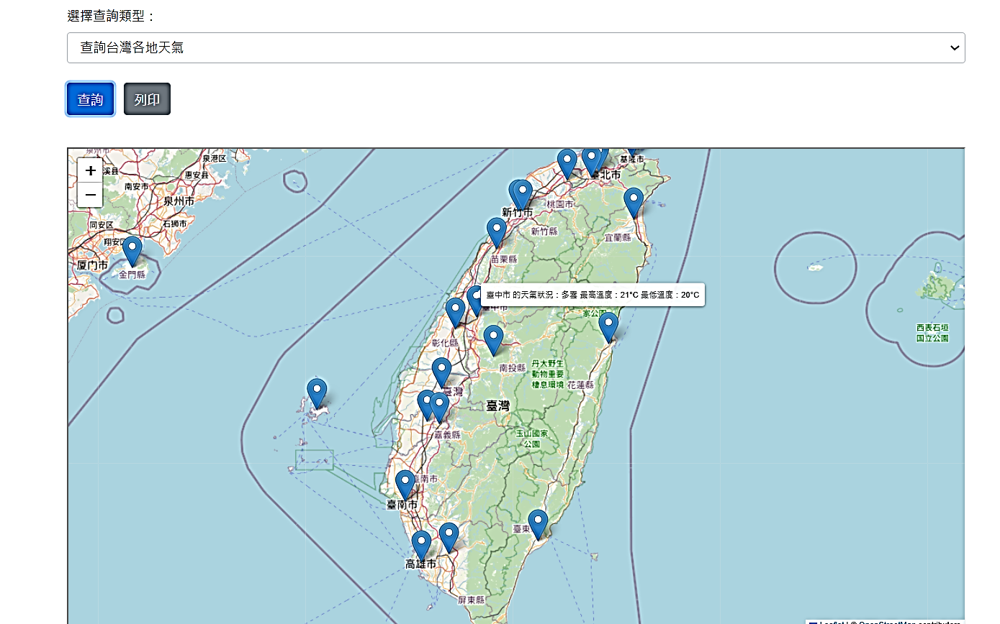 選擇查詢類型：
查詢台灣各地天氣
查詢
列印
+
−
泉港区
溪县
惠安县
基隆市
臺北市
南安市
泉州市
桃園市
新竹市
石狮市
同安区
新竹縣
宜蘭縣
翔安区
苗栗縣
厦门市
金門縣
臺中市 的天氣狀況：多雲 最高溫度：21°C 最低溫度：20°C
臺中市
家公園
西表石垣
国立公園
彰化縣
南投縣
丹大野生
動物重要
棲息環境
花蓮縣
臺灣
臺灣
嘉義縣
玉山國家
公園
臺南市
臺南市
臺東
高雄市
屏東縣
Leaflet | © OpenStreetMap contributors